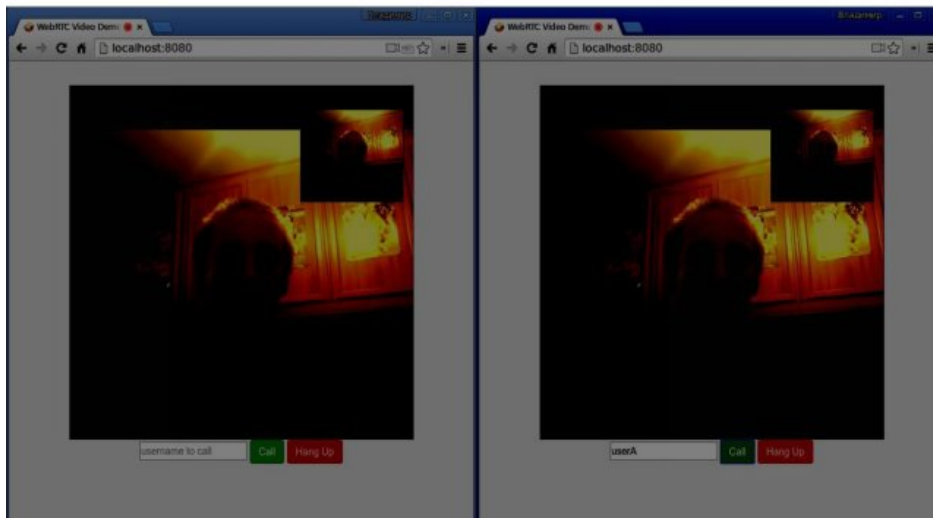 WebRTC Video Dem
localhost:8080
username to call
Call
Hang Up
WebRTC Video Dem
localhost:8080
userA
Call
Hang Up